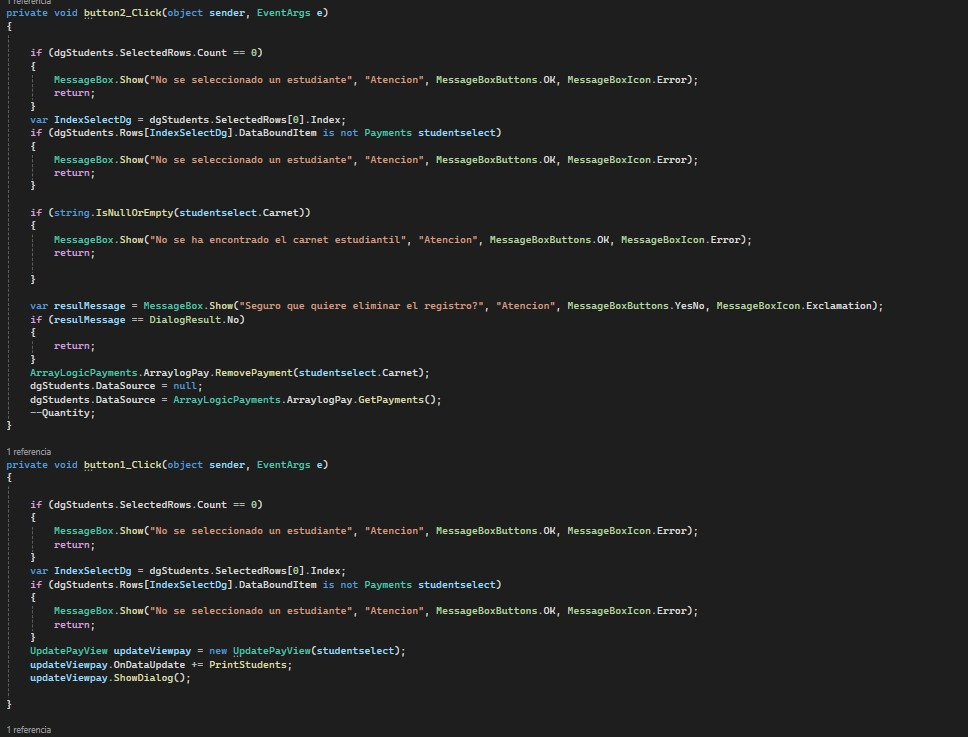 1 referencia
private void button2_Click(object sender, EventArgs e)
{
if (dgStudents.SelectedRows.Count == 0)
{
MessageBox.Show("No se seleccionado un estudiante", "Atencion", MessageBoxButtons.OK, MessageBoxIcon.Error);
return;
}
var IndexSelectDg = dgStudents.SelectedRows[0].Index;
if (dgStudents.Rows[IndexSelectDg].DataBoundItem is not Payments studentselect)
{
MessageBox.Show("No se seleccionado un estudiante", "Atencion", MessageBoxButtons.OK, MessageBoxIcon.Error);
return;
}
if (string.IsNullOrEmpty(studentselect.Carnet))
{
MessageBox.Show("No se ha encontrado el carnet estudiantil", "Atencion", MessageBoxButtons.OK, MessageBoxIcon.Error);
return;
}
var resulMessage = MessageBox.Show("Seguro que quiere eliminar el registro?", "Atencion", MessageBoxButtons.YesNo, MessageBoxIcon.Exclamation);
if (resulMessage == DialogResult.No)
{
return;
}
ArrayLogicPayments.ArraylogPay.RemovePayment(studentselect.Carnet);
dgStudents.DataSource = null;
dgStudents.DataSource = ArrayLogicPayments.ArraylogPay.GetPayments();
--Quantity;
}
1 referencia
private void button1_Click(object sender, EventArgs e)
{
if (dgStudents.SelectedRows.Count == 0)
{
MessageBox.Show("No se seleccionado un estudiante", "Atencion", MessageBoxButtons.OK, MessageBoxIcon.Error);
return;
}
var IndexSelectDg = dgStudents.SelectedRows[0].Index;
if (dgStudents.Rows[IndexSelectDg].DataBoundItem is not Payments studentselect)
{
MessageBox.Show("No se seleccionado un estudiante", "Atencion", MessageBoxButtons.OK, MessageBoxIcon.Error);
return;
}
UpdatePayView updateViewpay = new UpdatePayView(studentselect);
updateViewpay.OnDataUpdate += PrintStudents;
updateViewpay.ShowDialog();
}
1 referencia